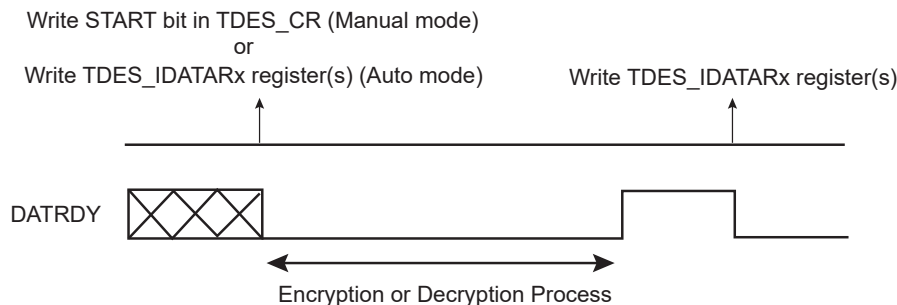 Write START bit in TDES_CR (Manual mode)
or
Write TDES_IDATARx register(s) (Auto mode)
Write TDES_IDATARx register(s)
DATRDY
Encryption or Decryption Process